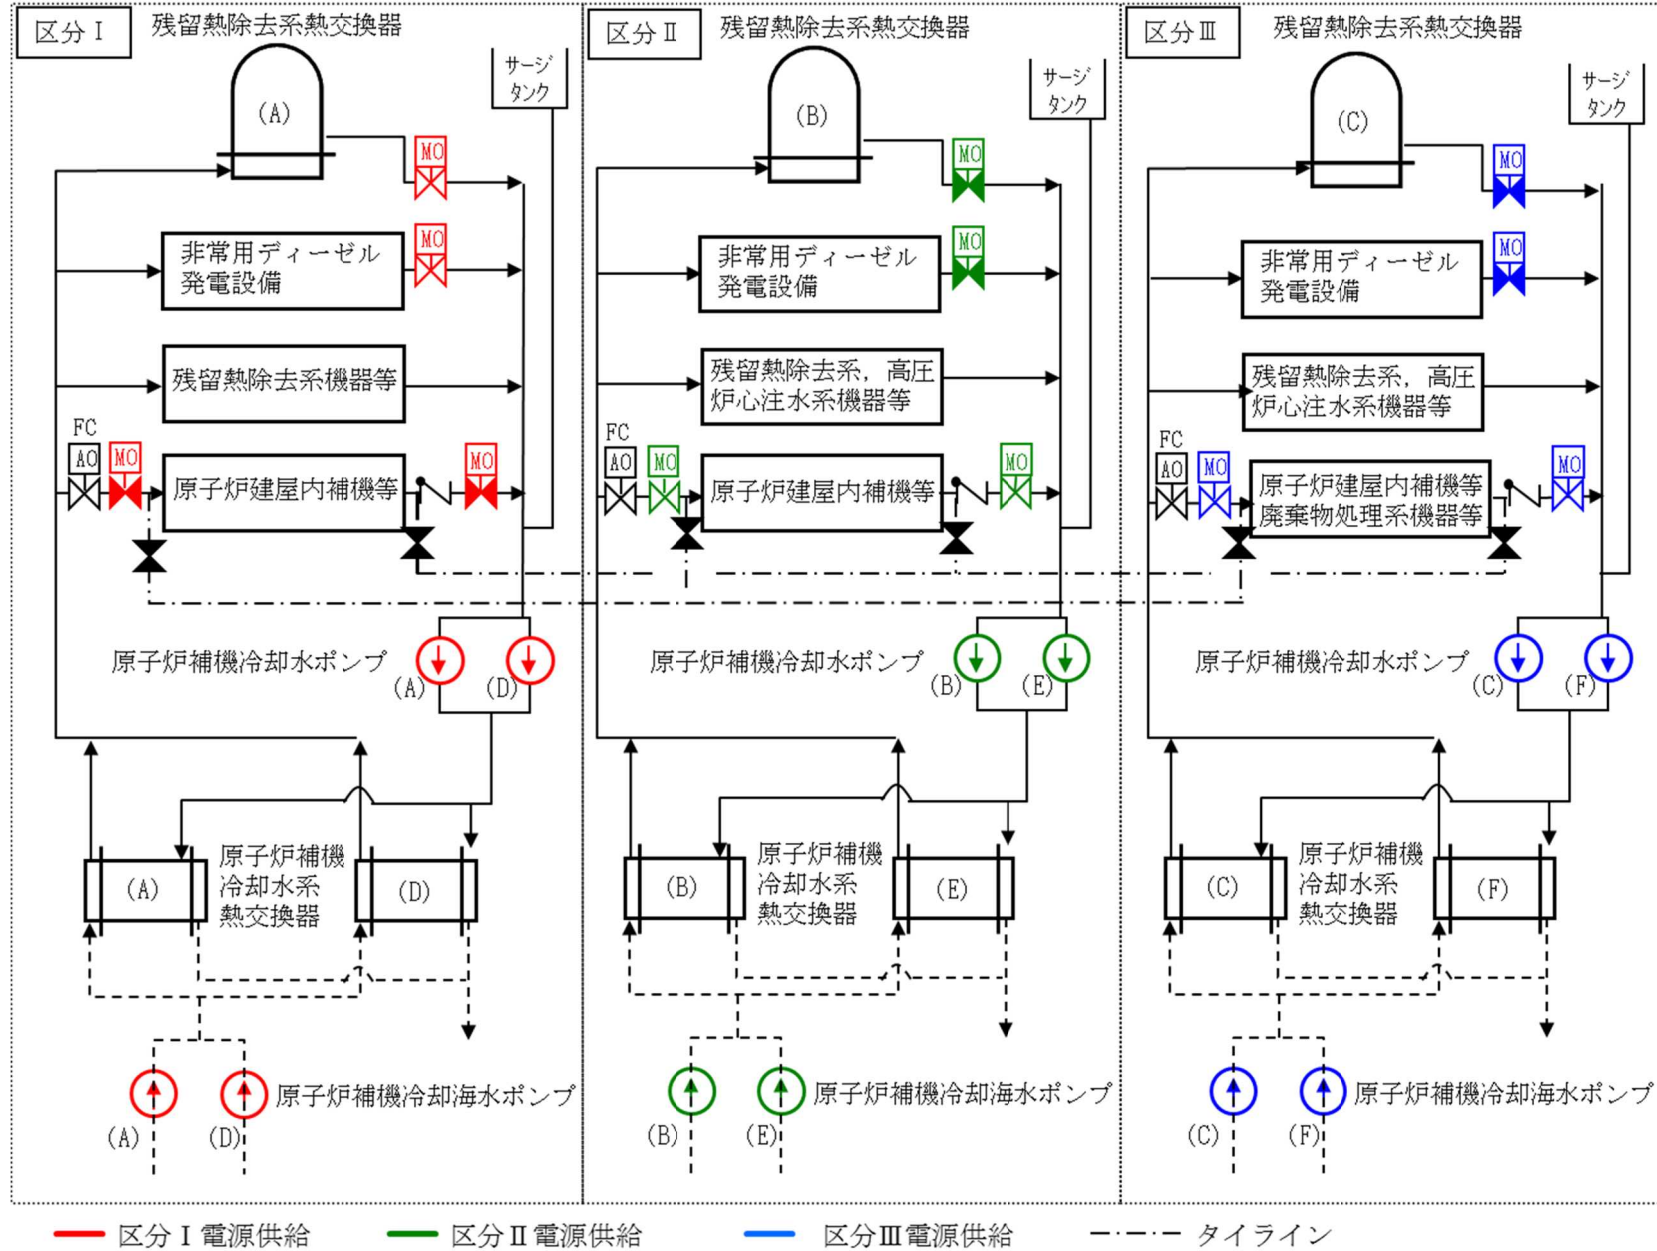 区分Ⅰ
残留熱除去系熱交換器
サージ
タンク
(A)
MO
非常用ディーゼル
発電設備
MO
残留熱除去系機器等
FC
AO
MO
原子炉建屋内補機等
MO
原子炉補機冷却水ポンプ
(A)
(D)
(A)
原子炉補機
冷却水系
熱交換器
(D)
原子炉補機冷却海水ポンプ
(A)
(D)
区分Ⅱ
残留熱除去系熱交換器
サージ
タンク
(B)
MO
非常用ディーゼル
発電設備
MO
残留熱除去系，高圧
炉心注水系機器等
FC
AO
MO
原子炉建屋内補機等
MO
原子炉補機冷却水ポンプ
(B)
(E)
(B)
原子炉補機
冷却水系
熱交換器
(E)
原子炉補機冷却海水ポンプ
(B)
(E)
区分Ⅲ
残留熱除去系熱交換器
サージ
タンク
(C)
MO
非常用ディーゼル
発電設備
MO
残留熱除去系，高圧
炉心注水系機器等
FC
AO
MO
原子炉建屋内補機等
廃棄物処理系機器等
MO
原子炉補機冷却水ポンプ
(C)
(F)
(C)
原子炉補機
冷却水系
熱交換器
(F)
原子炉補機冷却海水ポンプ
(C)
(F)
区分Ⅰ電源供給
区分Ⅱ電源供給
区分Ⅲ電源供給
タイライン